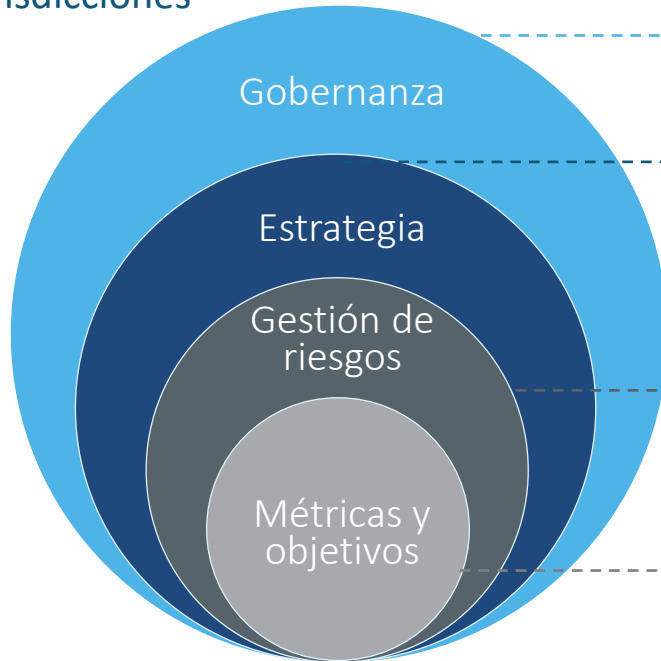 Gobernanza
Estrategia
Gestión de
riesgos
Métricas y
objetivos